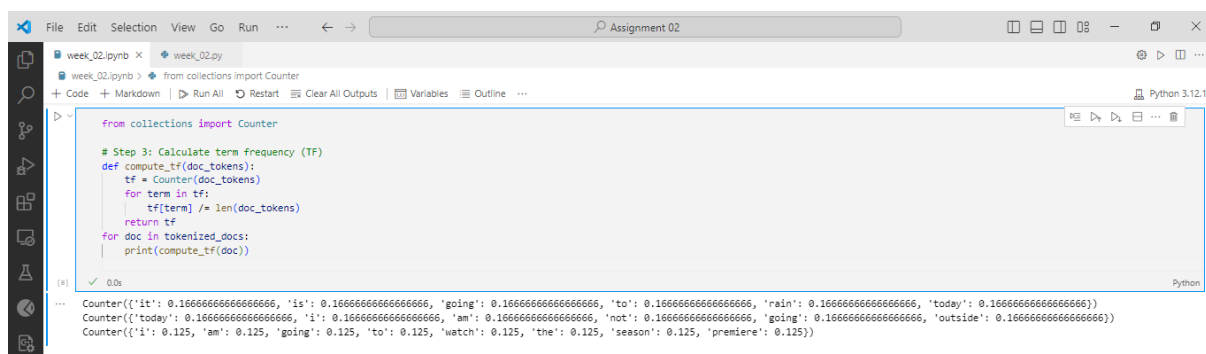 File Edit Selection View Go Run ··· ← → Assignment 02
week_02.ipynb × week_02.py
week_02.ipynb > from collections import Counter
+ Code + Markdown | Run All Restart Clear All Outputs | Variables Outline ··· Python 3.12.1
from collections import Counter
# Step 3: Calculate term frequency (TF)
def compute_tf(doc_tokens):
    tf = Counter(doc_tokens)
    for term in tf:
        tf[term] /= len(doc_tokens)
    return tf
for doc in tokenized_docs:
    print(compute_tf(doc))
[8] ✓ 0.0s Python
··· Counter({'it': 0.16666666666666666, 'is': 0.16666666666666666, 'going': 0.16666666666666666, 'to': 0.16666666666666666, 'rain': 0.16666666666666666, 'today': 0.16666666666666666})
Counter({'today': 0.16666666666666666, 'i': 0.16666666666666666, 'am': 0.16666666666666666, 'not': 0.16666666666666666, 'going': 0.16666666666666666, 'outside': 0.16666666666666666})
Counter({'i': 0.125, 'am': 0.125, 'going': 0.125, 'to': 0.125, 'watch': 0.125, 'the': 0.125, 'season': 0.125, 'premiere': 0.125})